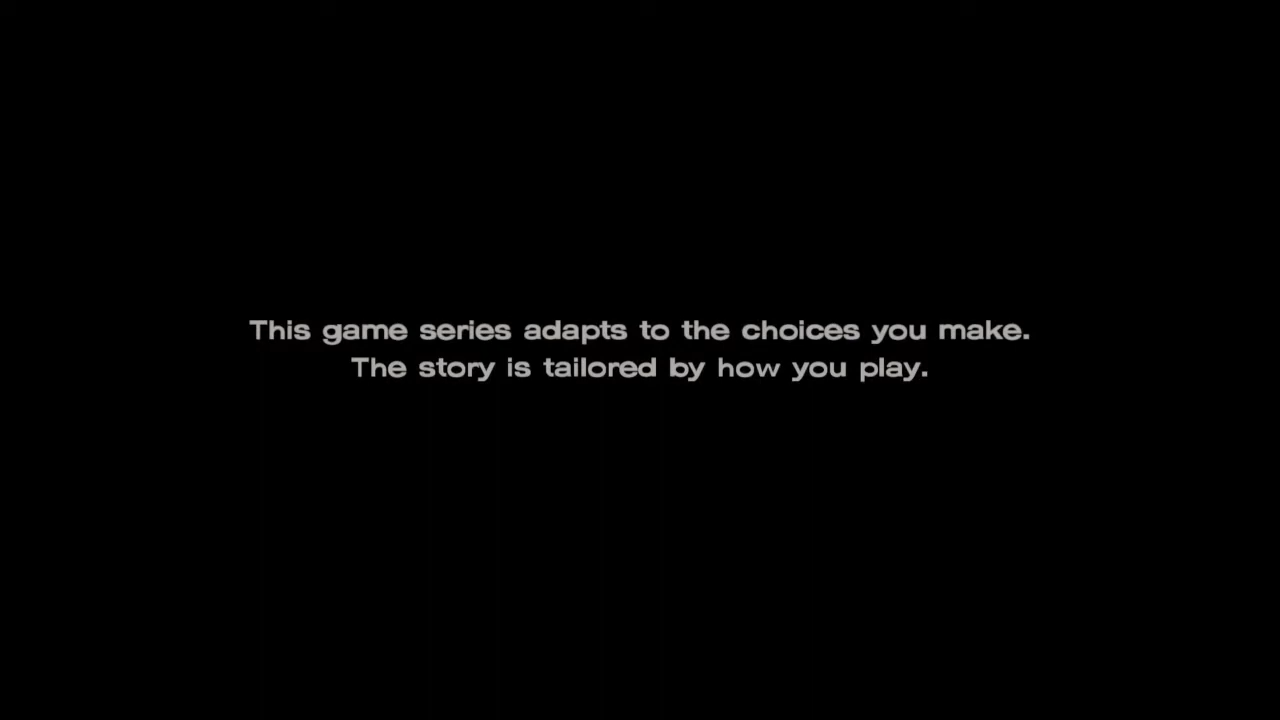 This game series adapts to the choices you make.
The story is tailored by how you play.